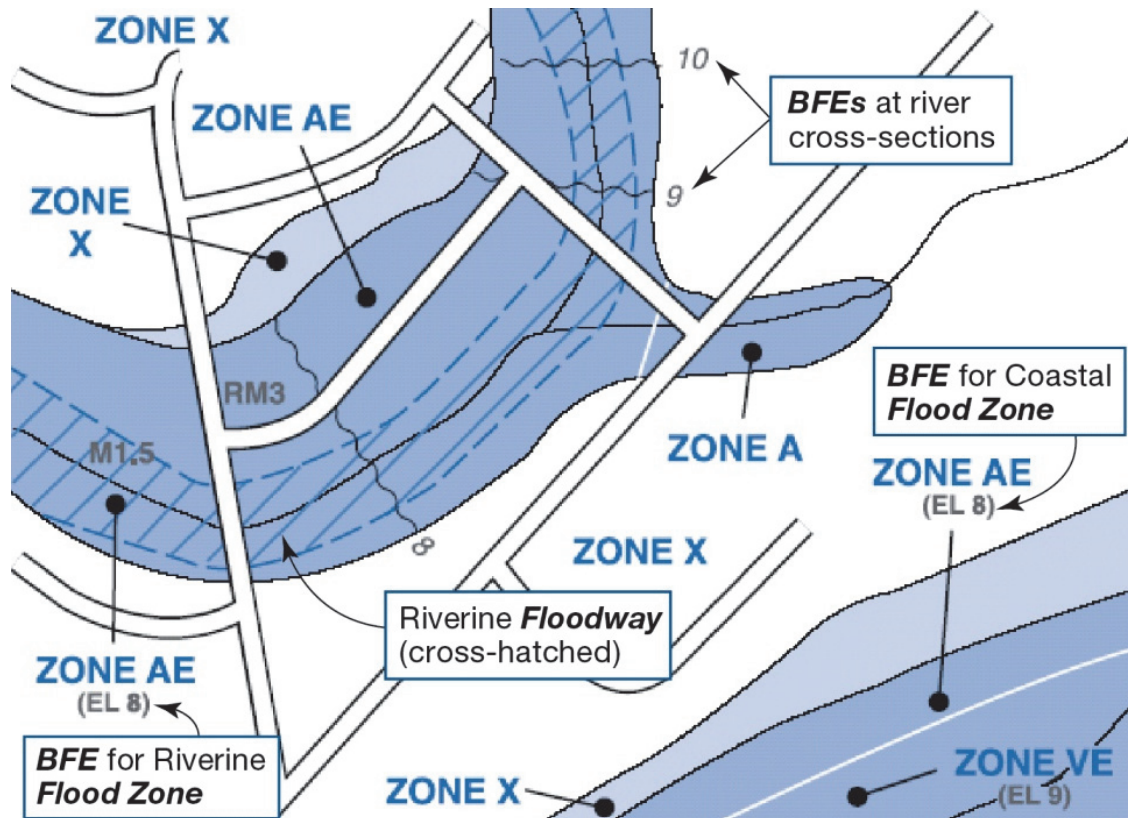 ZONE X
10
BFEs at river
cross-sections
ZONE AE
9
ZONE
X
BFE for Coastal
Flood Zone
RM3
ZONE A
M1.5
ZONE AE
(EL 8)
8
ZONE X
Riverine Floodway
(cross-hatched)
ZONE AE
(EL 8)
BFE for Riverine
Flood Zone
ZONE X
ZONE VE
(EL 9)